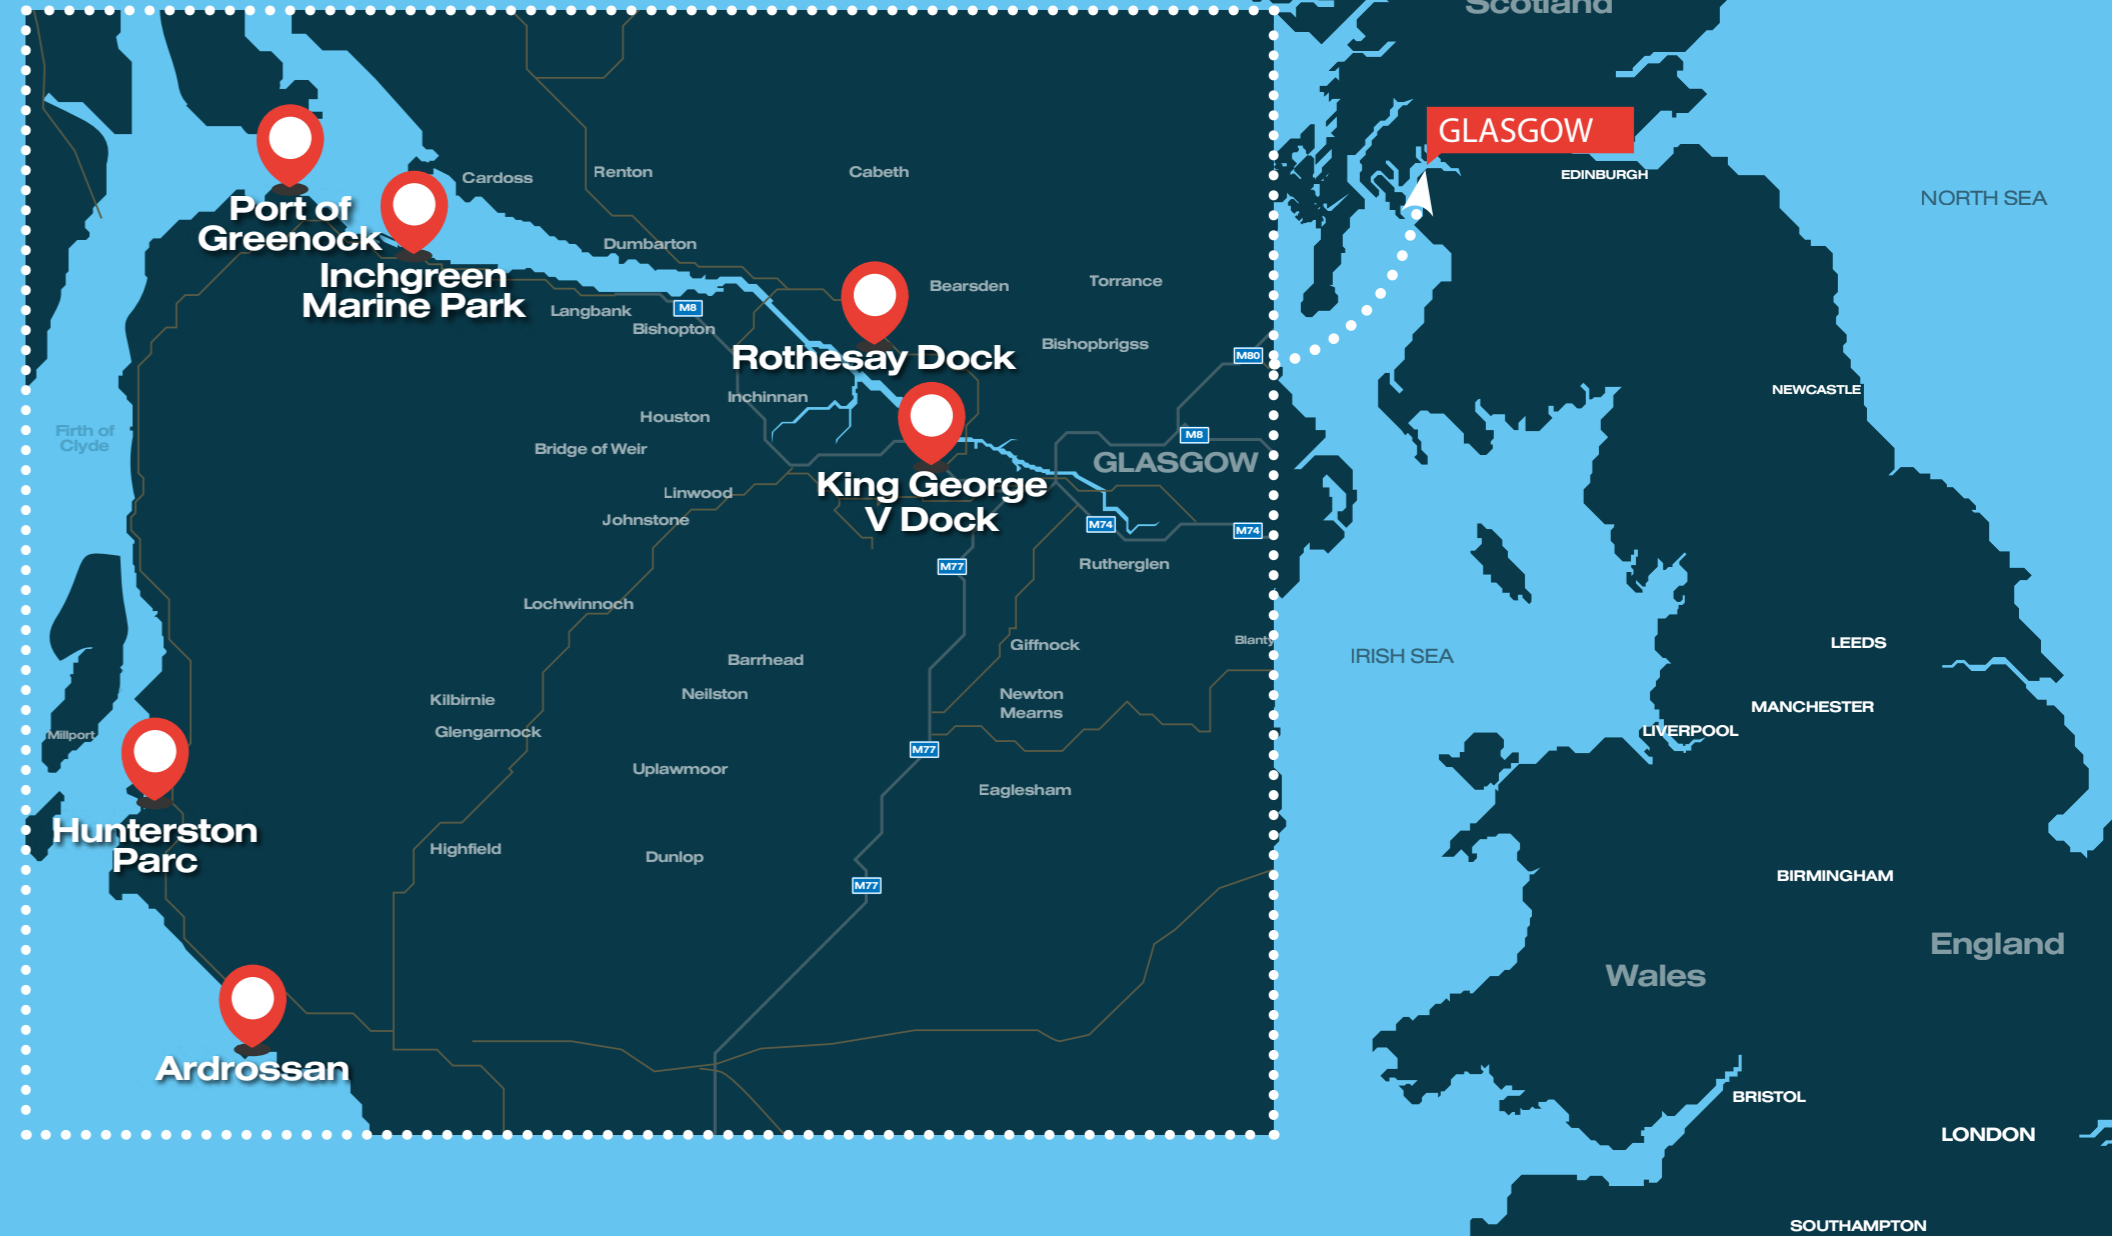 Scotland
GLASGOW
EDINBURGH
NORTH SEA
Cardoss
Renton
Cabeth
Port of
Greenock
Inchgreen
Marine Park
Dumbarton
Bearsden
Torrance
Langbank
M8
Bishopton
Rothesay Dock
Bishopbrigss
M80
NEWCASTLE
Inchinnan
Houston
Firth of
Clyde
Bridge of Weir
M8
GLASGOW
King George
V Dock
Linwood
Johnstone
M74
M74
M77
Rutherglen
Lochwinnoch
Giffnock
Blanty
IRISH SEA
LEEDS
Barrhead
Neilston
Newton
Mearns
Kilbirnie
Glengarnock
MANCHESTER
LIVERPOOL
Millport
M77
Uplawmoor
Eaglesham
Hunterston
Parc
Highfield
Dunlop
M77
BIRMINGHAM
England
Wales
Ardrossan
BRISTOL
LONDON
SOUTHAMPTON